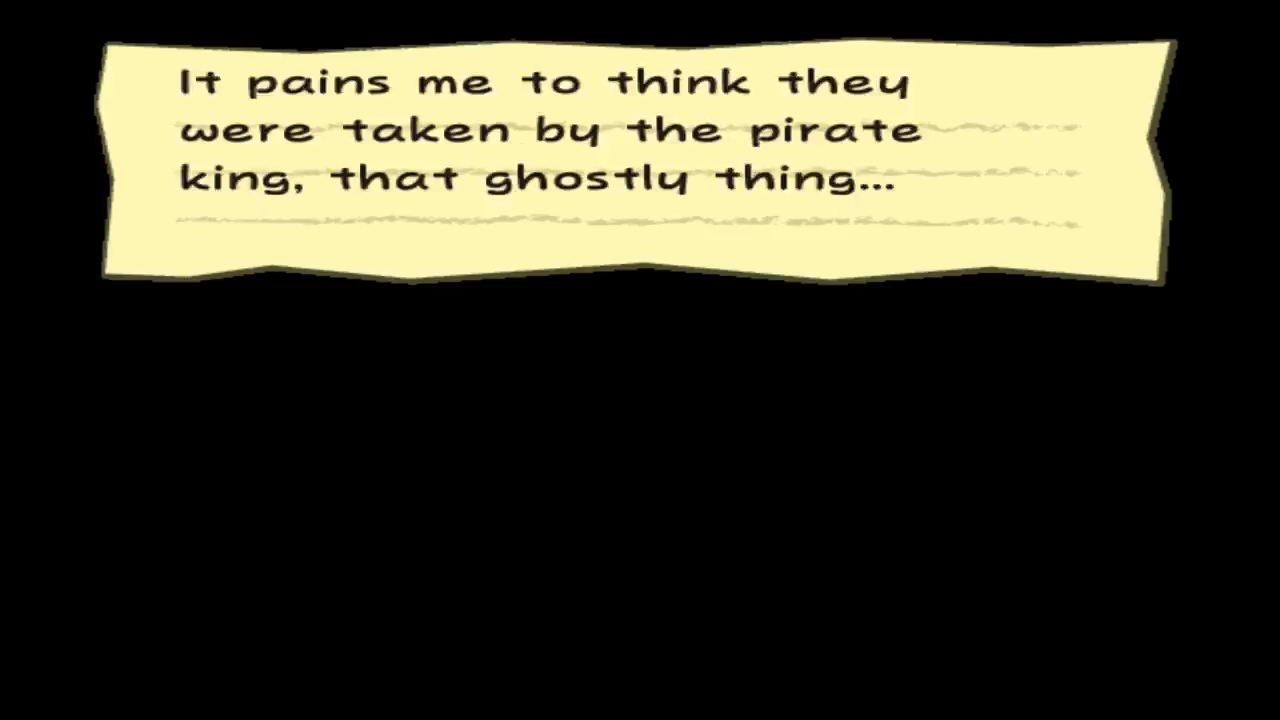 It pains me to think they
were taken by the pirate
king, that ghostly thing...